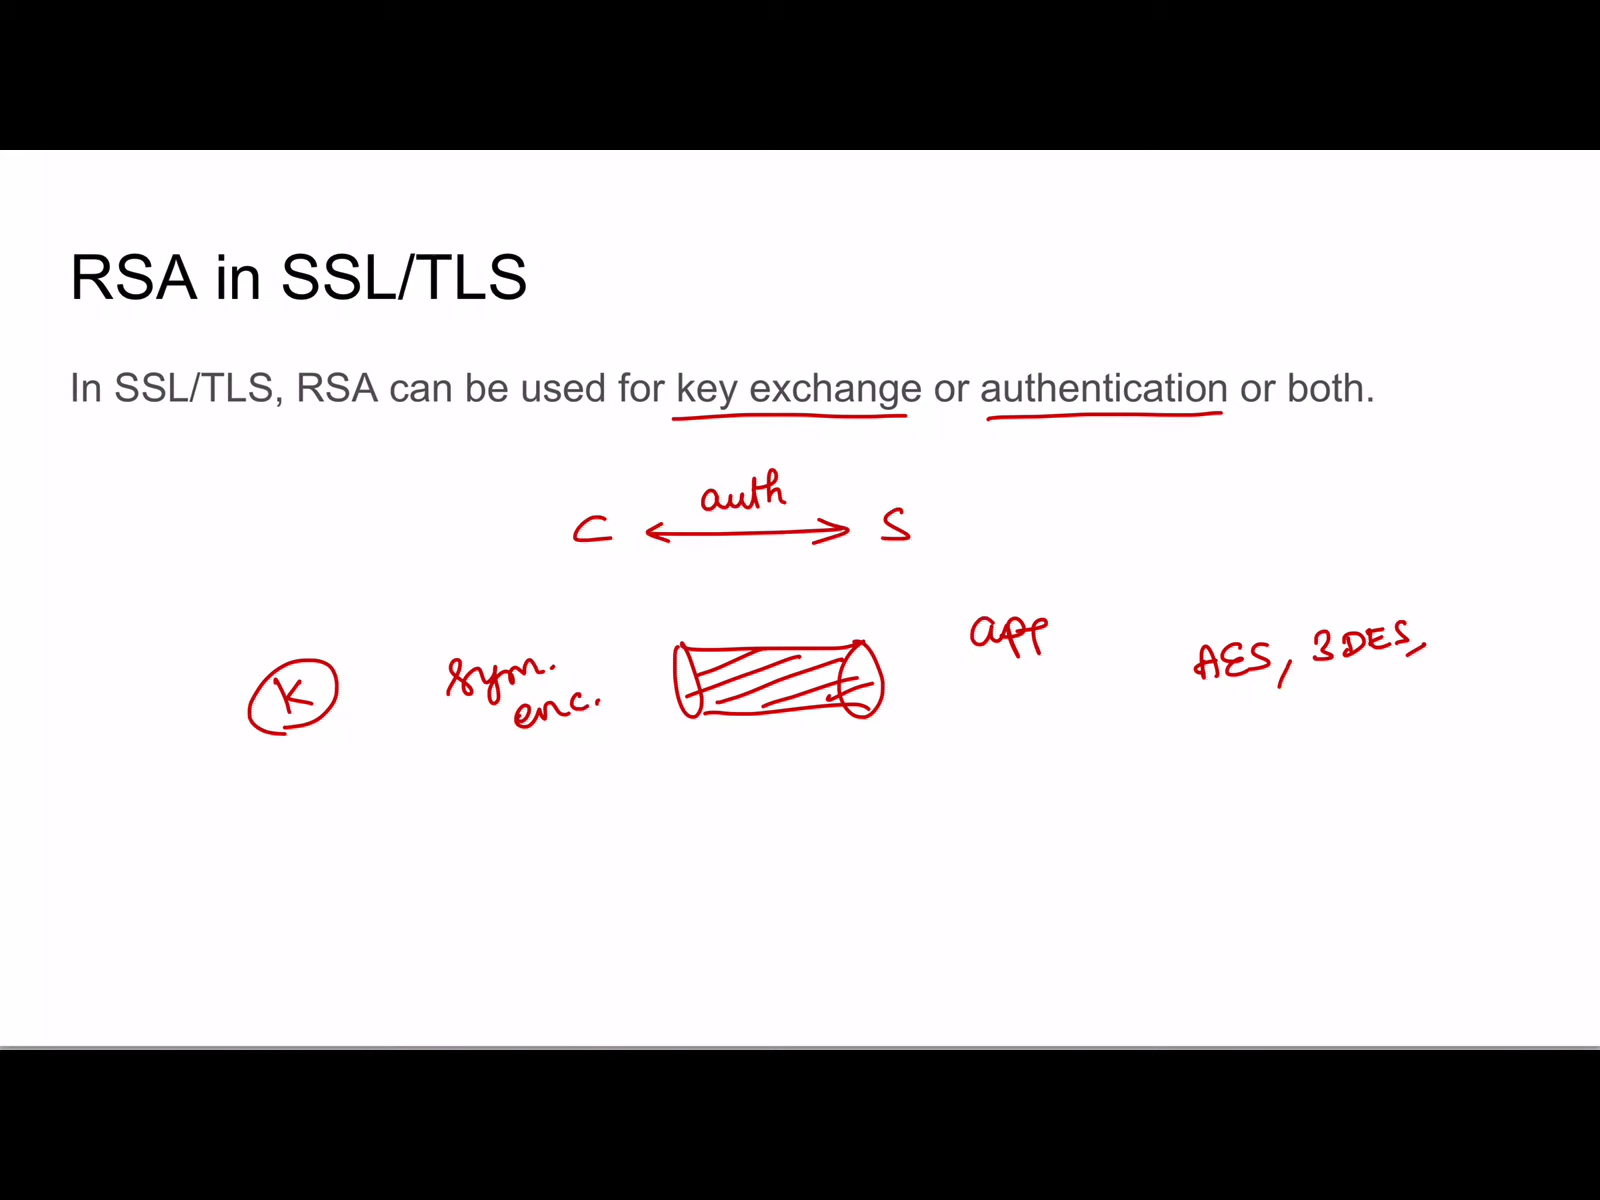 RSA in SSL/TLS
In SSL/TLS, RSA can be used for key exchange or authentication or both.
auth
C S
app
AES, 3DES,
K
sym.
enc.